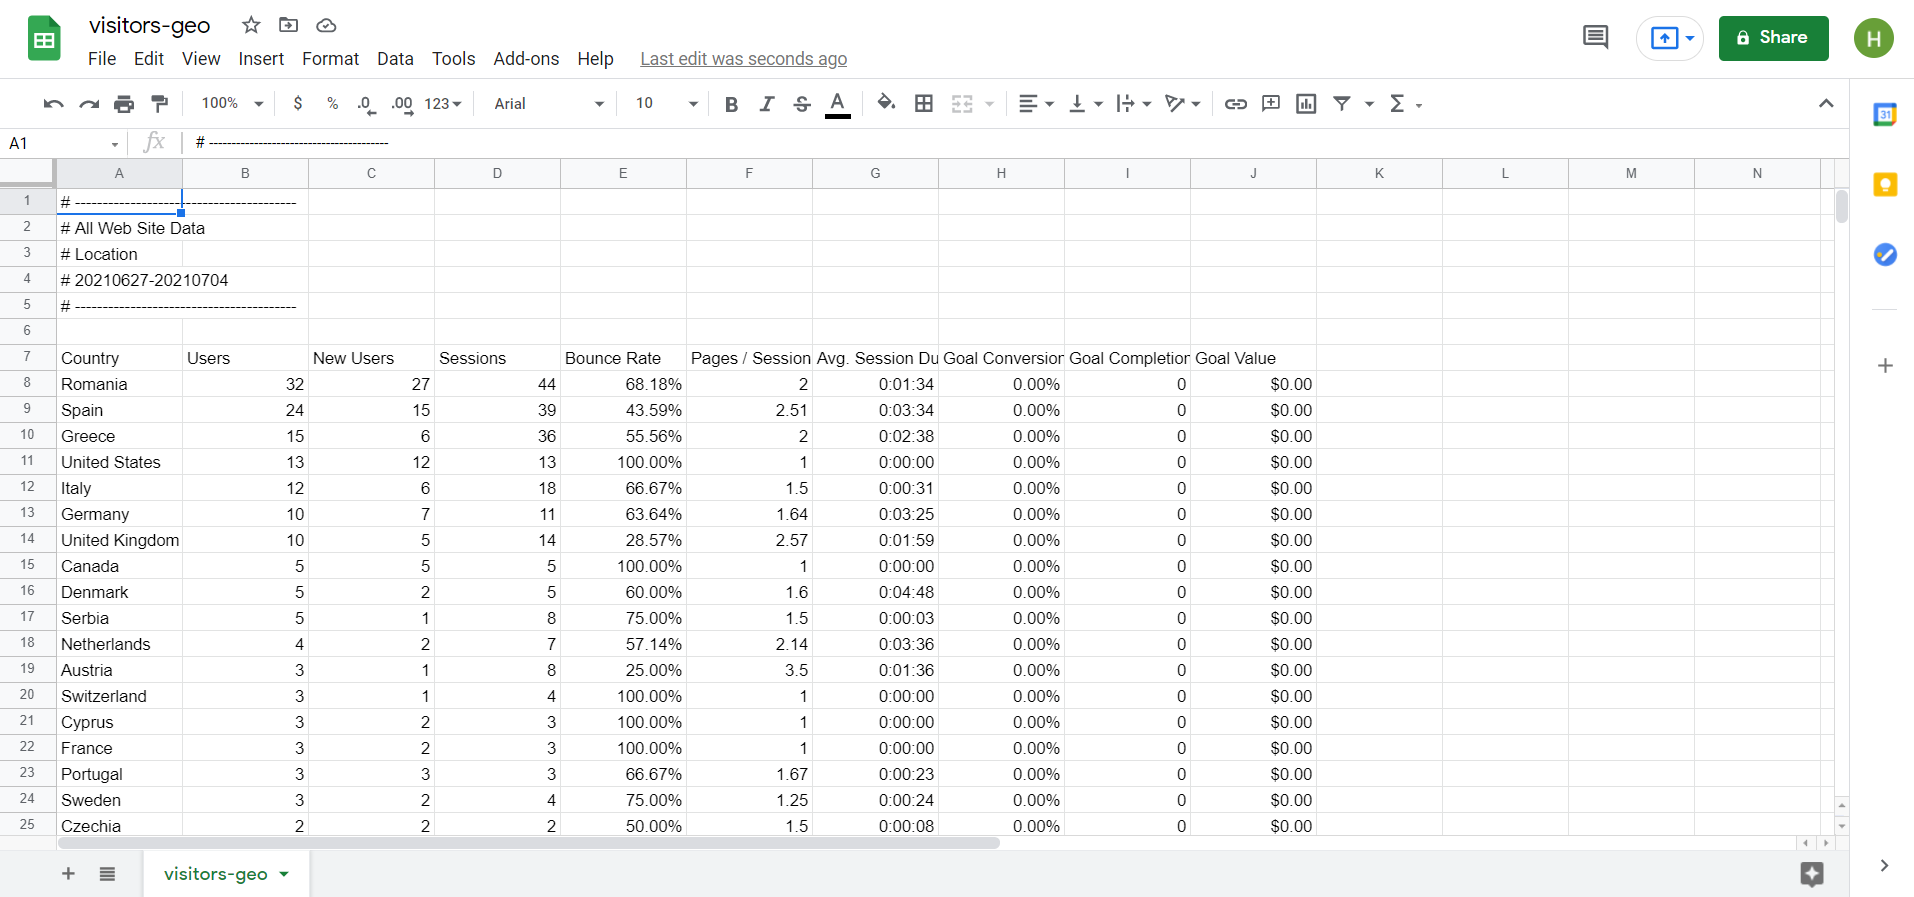 visitors-geo
File Edit View Insert Format Data Tools Add-ons Help Last edit was seconds ago
Share
H
100% $ % .0 .00 123 Arial 10 B I S A Σ
31
A1 fx # ----------------------------------------
A B C D E F G H I J K L M N
1 # ----------------------------------------
2 # All Web Site Data
3 # Location
4 # 20210627-20210704
5 # ----------------------------------------
6
7 Country Users New Users Sessions Bounce Rate Pages / Session Avg. Session Du Goal Conversion Goal Completion Goal Value
8 Romania 32 27 44 68.18% 2 0:01:34 0.00% 0 $0.00
9 Spain 24 15 39 43.59% 2.51 0:03:34 0.00% 0 $0.00
10 Greece 15 6 36 55.56% 2 0:02:38 0.00% 0 $0.00
11 United States 13 12 13 100.00% 1 0:00:00 0.00% 0 $0.00
12 Italy 12 6 18 66.67% 1.5 0:00:31 0.00% 0 $0.00
13 Germany 10 7 11 63.64% 1.64 0:03:25 0.00% 0 $0.00
14 United Kingdom 10 5 14 28.57% 2.57 0:01:59 0.00% 0 $0.00
15 Canada 5 5 5 100.00% 1 0:00:00 0.00% 0 $0.00
16 Denmark 5 2 5 60.00% 1.6 0:04:48 0.00% 0 $0.00
17 Serbia 5 1 8 75.00% 1.5 0:00:03 0.00% 0 $0.00
18 Netherlands 4 2 7 57.14% 2.14 0:03:36 0.00% 0 $0.00
19 Austria 3 1 8 25.00% 3.5 0:01:36 0.00% 0 $0.00
20 Switzerland 3 1 4 100.00% 1 0:00:00 0.00% 0 $0.00
21 Cyprus 3 2 3 100.00% 1 0:00:00 0.00% 0 $0.00
22 France 3 2 3 100.00% 1 0:00:00 0.00% 0 $0.00
23 Portugal 3 3 3 66.67% 1.67 0:00:23 0.00% 0 $0.00
24 Sweden 3 2 4 75.00% 1.25 0:00:24 0.00% 0 $0.00
25 Czechia 2 2 2 50.00% 1.5 0:00:08 0.00% 0 $0.00
visitors-geo